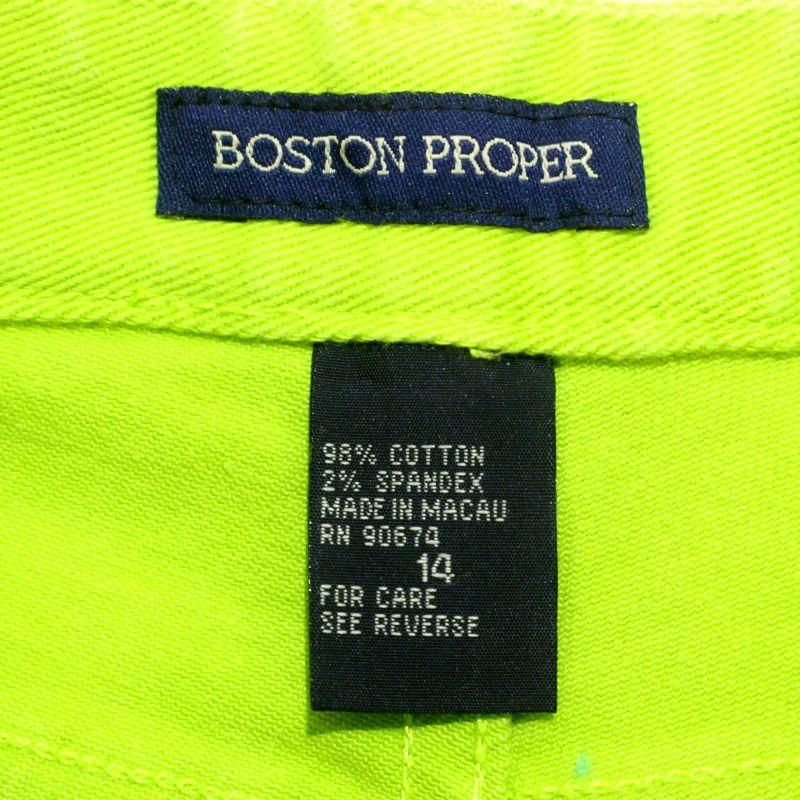 BOSTON PROPER
98% COTTON
2% SPANDEX
MADE IN MACAU
RN 90674
14
FOR CARE
SEE REVERSE